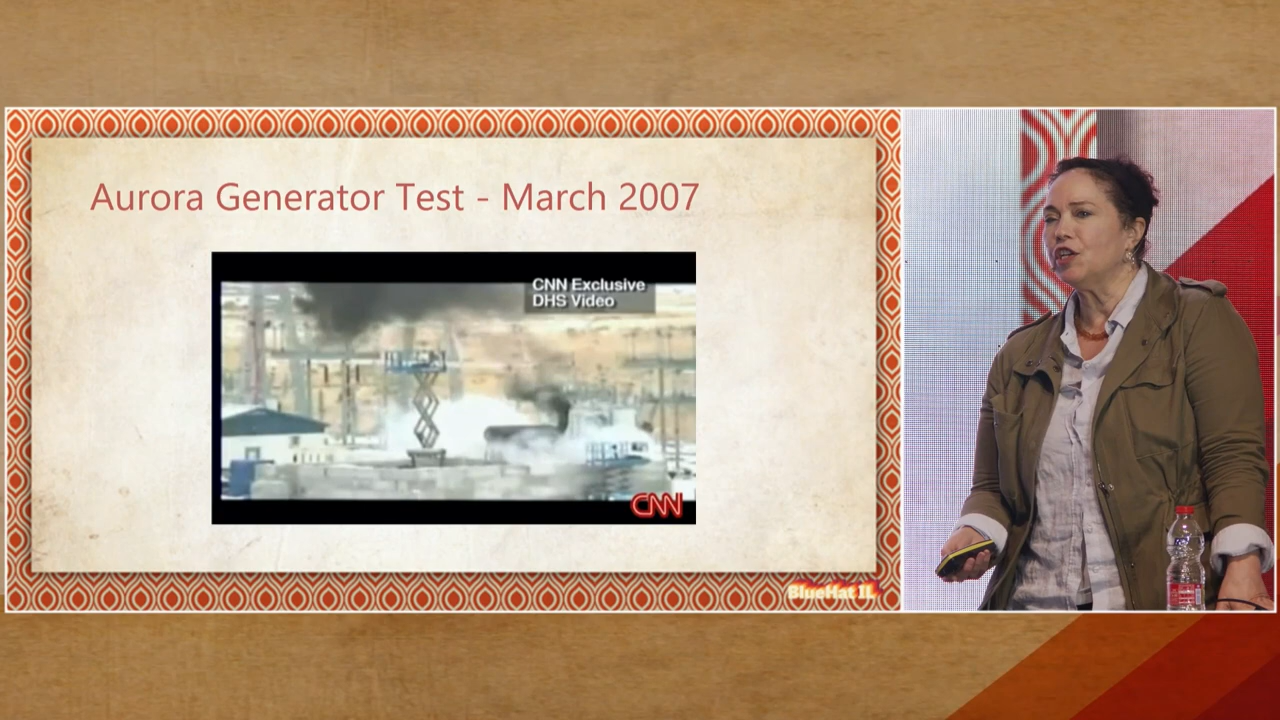 Aurora Generator Test - March 2007
CNN Exclusive
DHS Video
CNN
BlueHat IL